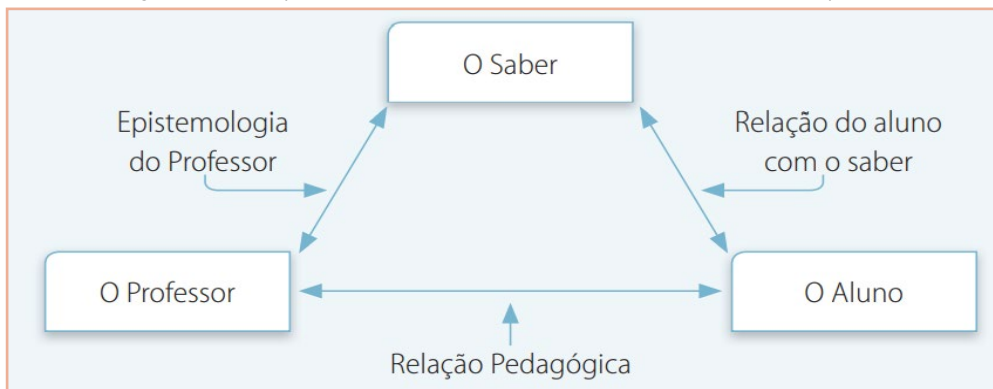 O Saber
Epistemologia
do Professor
Relação do aluno
com o saber
O Professor
O Aluno
Relação Pedagógica